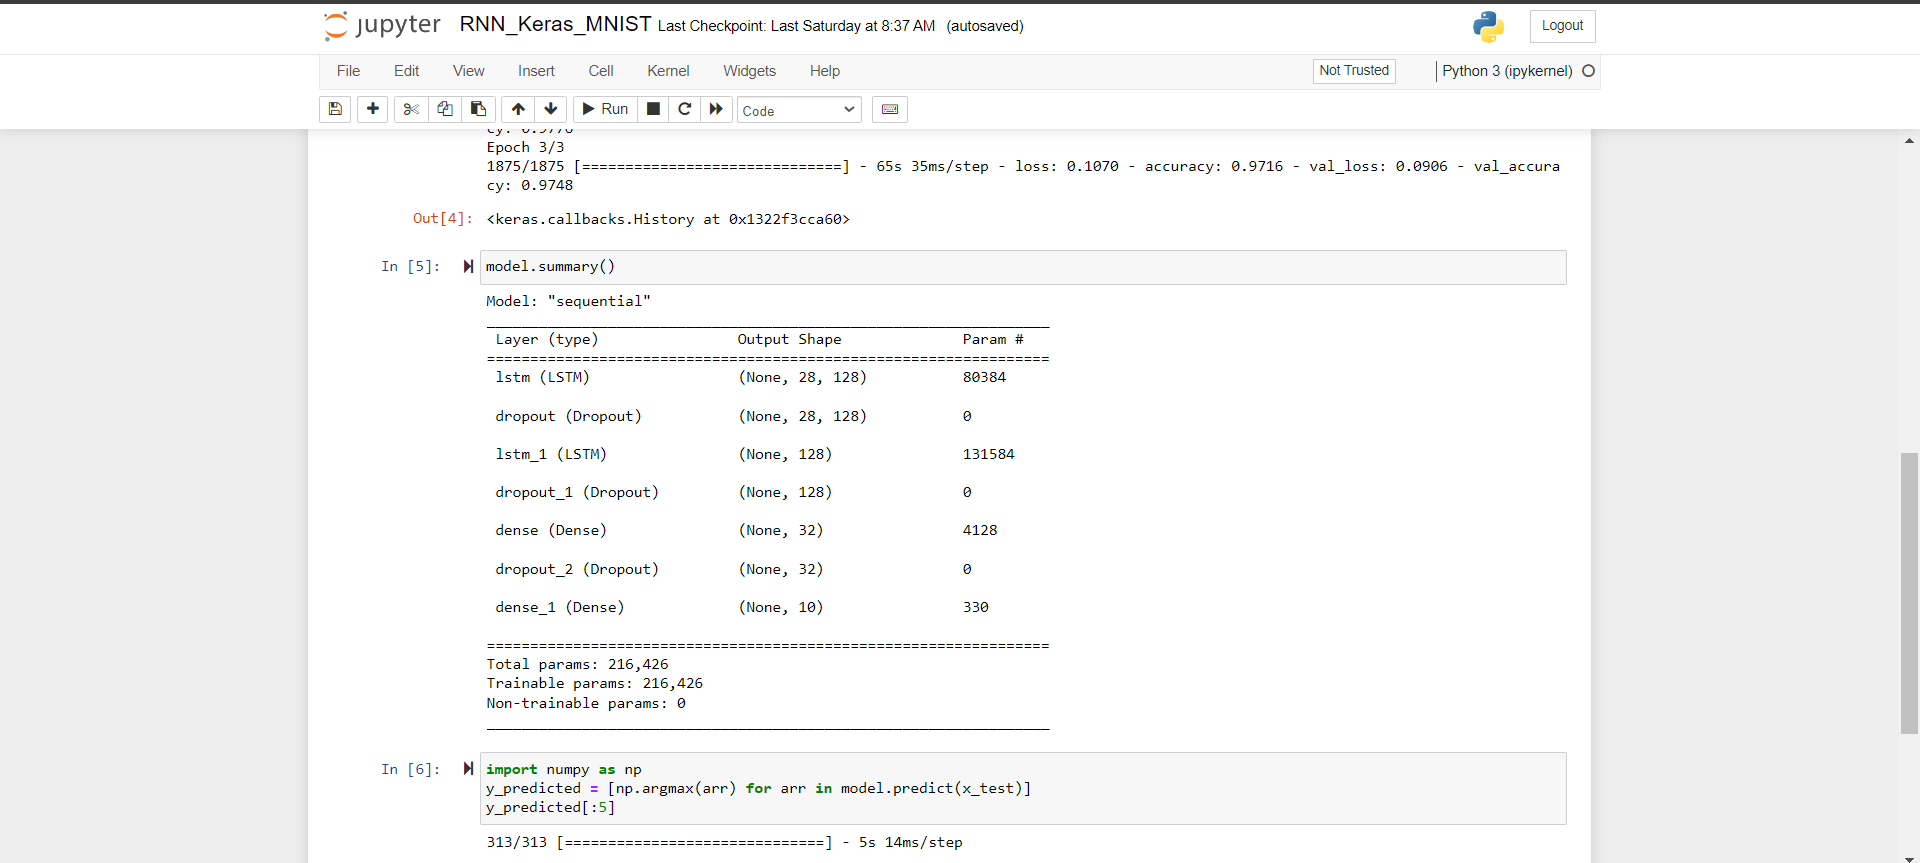 jupyter RNN_Keras_MNIST Last Checkpoint: Last Saturday at 8:37 AM (autosaved) Logout
File Edit View Insert Cell Kernel Widgets Help Not Trusted Python 3 (ipykernel)
Run Code
cy: 0.9770
Epoch 3/3
1875/1875 [==============================] - 65s 35ms/step - loss: 0.1070 - accuracy: 0.9716 - val_loss: 0.0906 - val_accura
cy: 0.9748
Out[4]: <keras.callbacks.History at 0x1322f3cca60>
In [5]: model.summary()
Model: "sequential"
_________________________________________________________________
Layer (type) Output Shape Param #
=================================================================
lstm (LSTM) (None, 28, 128) 80384
dropout (Dropout) (None, 28, 128) 0
lstm_1 (LSTM) (None, 128) 131584
dropout_1 (Dropout) (None, 128) 0
dense (Dense) (None, 32) 4128
dropout_2 (Dropout) (None, 32) 0
dense_1 (Dense) (None, 10) 330
=================================================================
Total params: 216,426
Trainable params: 216,426
Non-trainable params: 0
_________________________________________________________________
In [6]: import numpy as np
y_predicted = [np.argmax(arr) for arr in model.predict(x_test)]
y_predicted[:5]
313/313 [==============================] - 5s 14ms/step